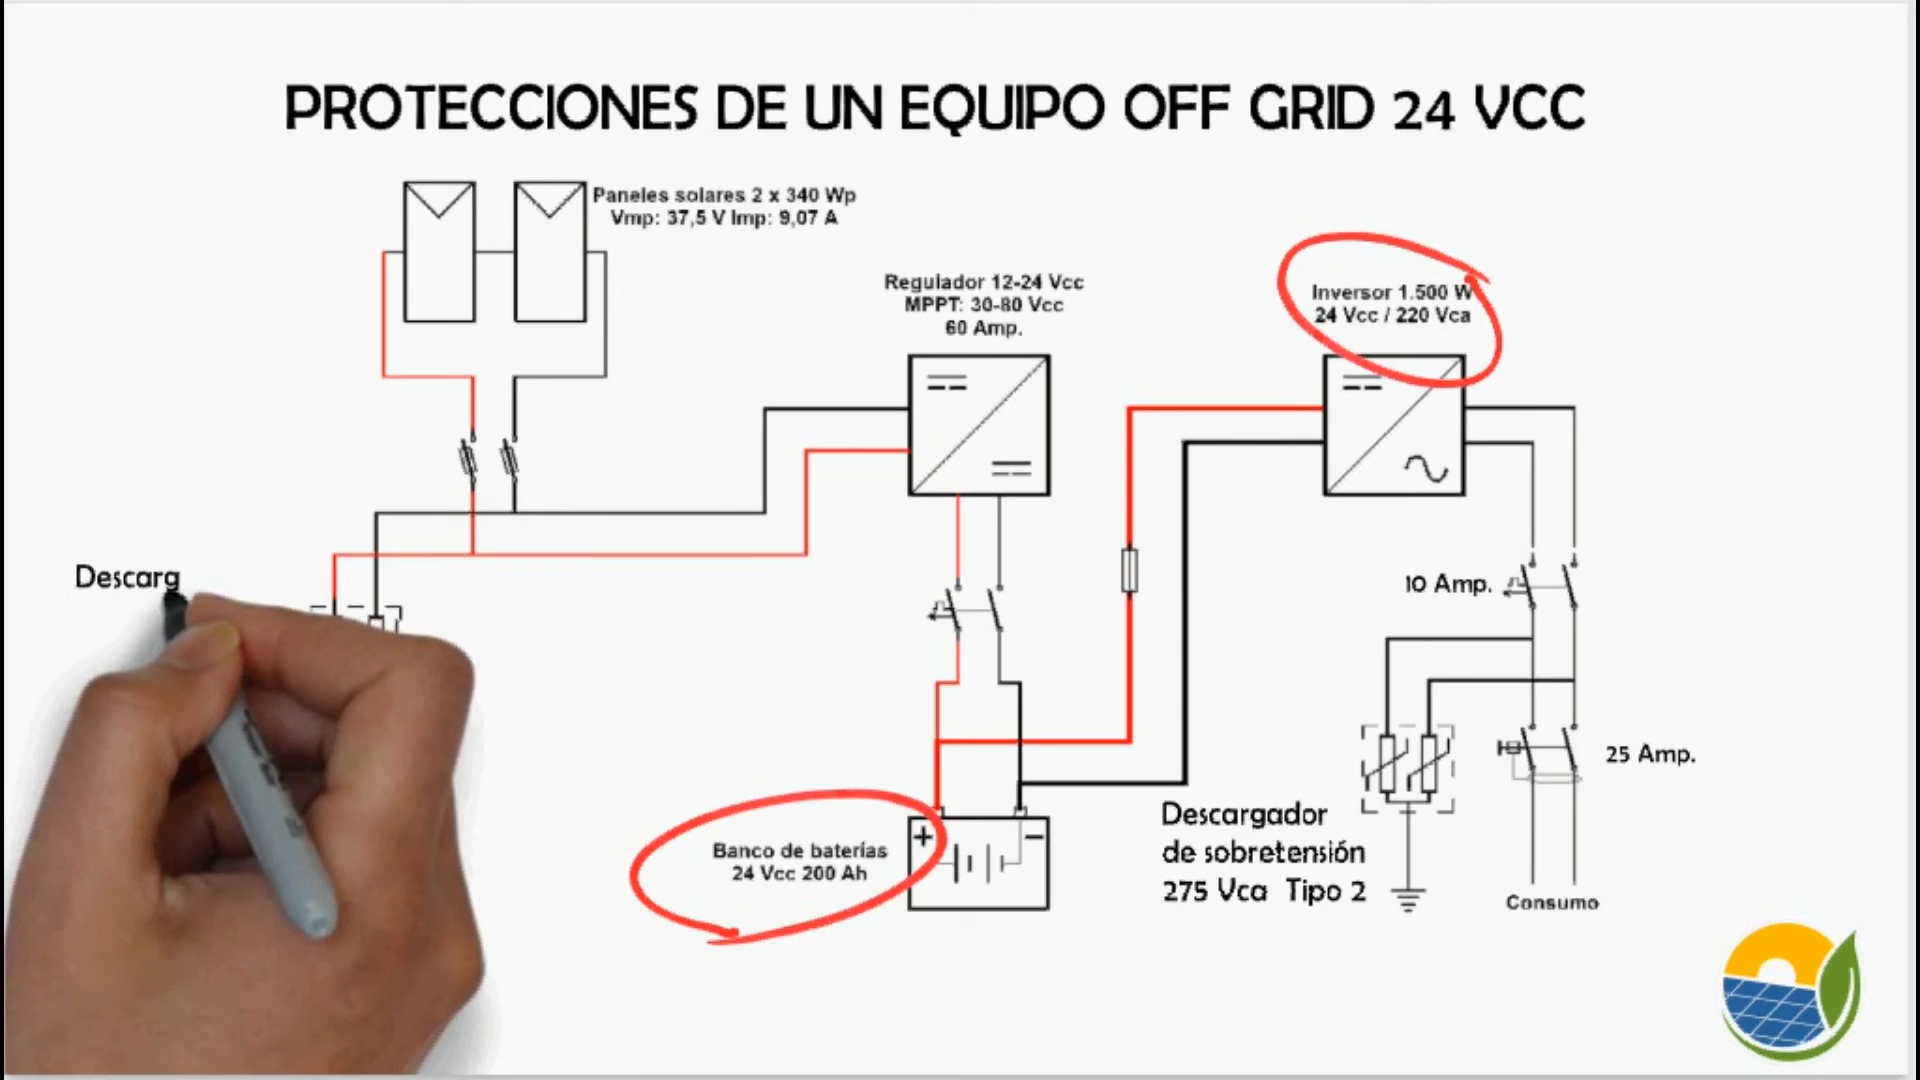 PROTECCIONES DE UN EQUIPO OFF GRID 24 VCC
Paneles solares 2 x 340 Wp
Vmp: 37,5 V Imp: 9,07 A
Regulador 12-24 Vcc
MPPT: 30-80 Vcc
60 Amp.
Inversor 1.500 W
24 Vcc / 220 Vca
Descarg
10 Amp.
25 Amp.
Descargador
de sobretensión
275 Vca Tipo 2
Banco de baterías
24 Vcc 200 Ah
+ −
Consumo